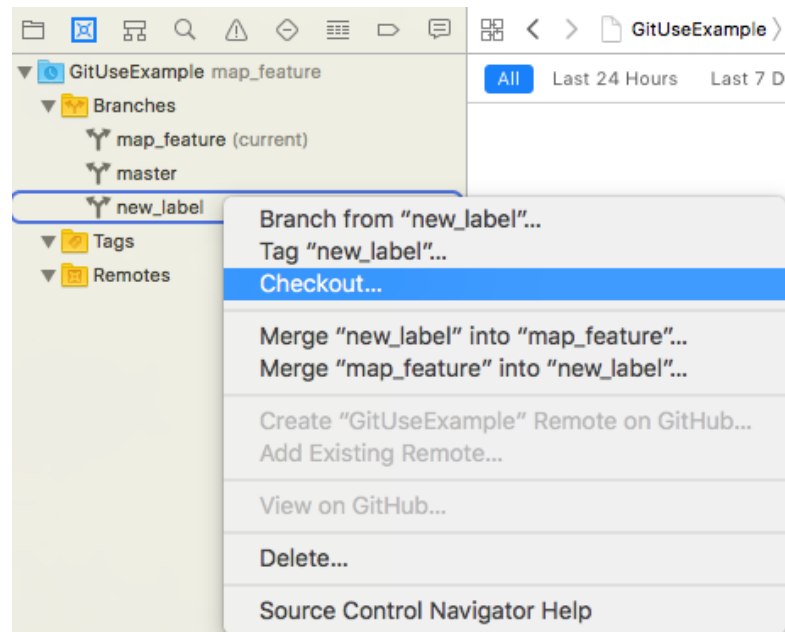 GitUseExample
All Last 24 Hours Last 7 D
GitUseExample map_feature
Branches
map_feature (current)
master
new_label
Tags
Remotes
Branch from “new_label”...
Tag “new_label”...
Checkout...
Merge “new_label” into “map_feature”...
Merge “map_feature” into “new_label”...
Create “GitUseExample” Remote on GitHub...
Add Existing Remote...
View on GitHub...
Delete...
Source Control Navigator Help